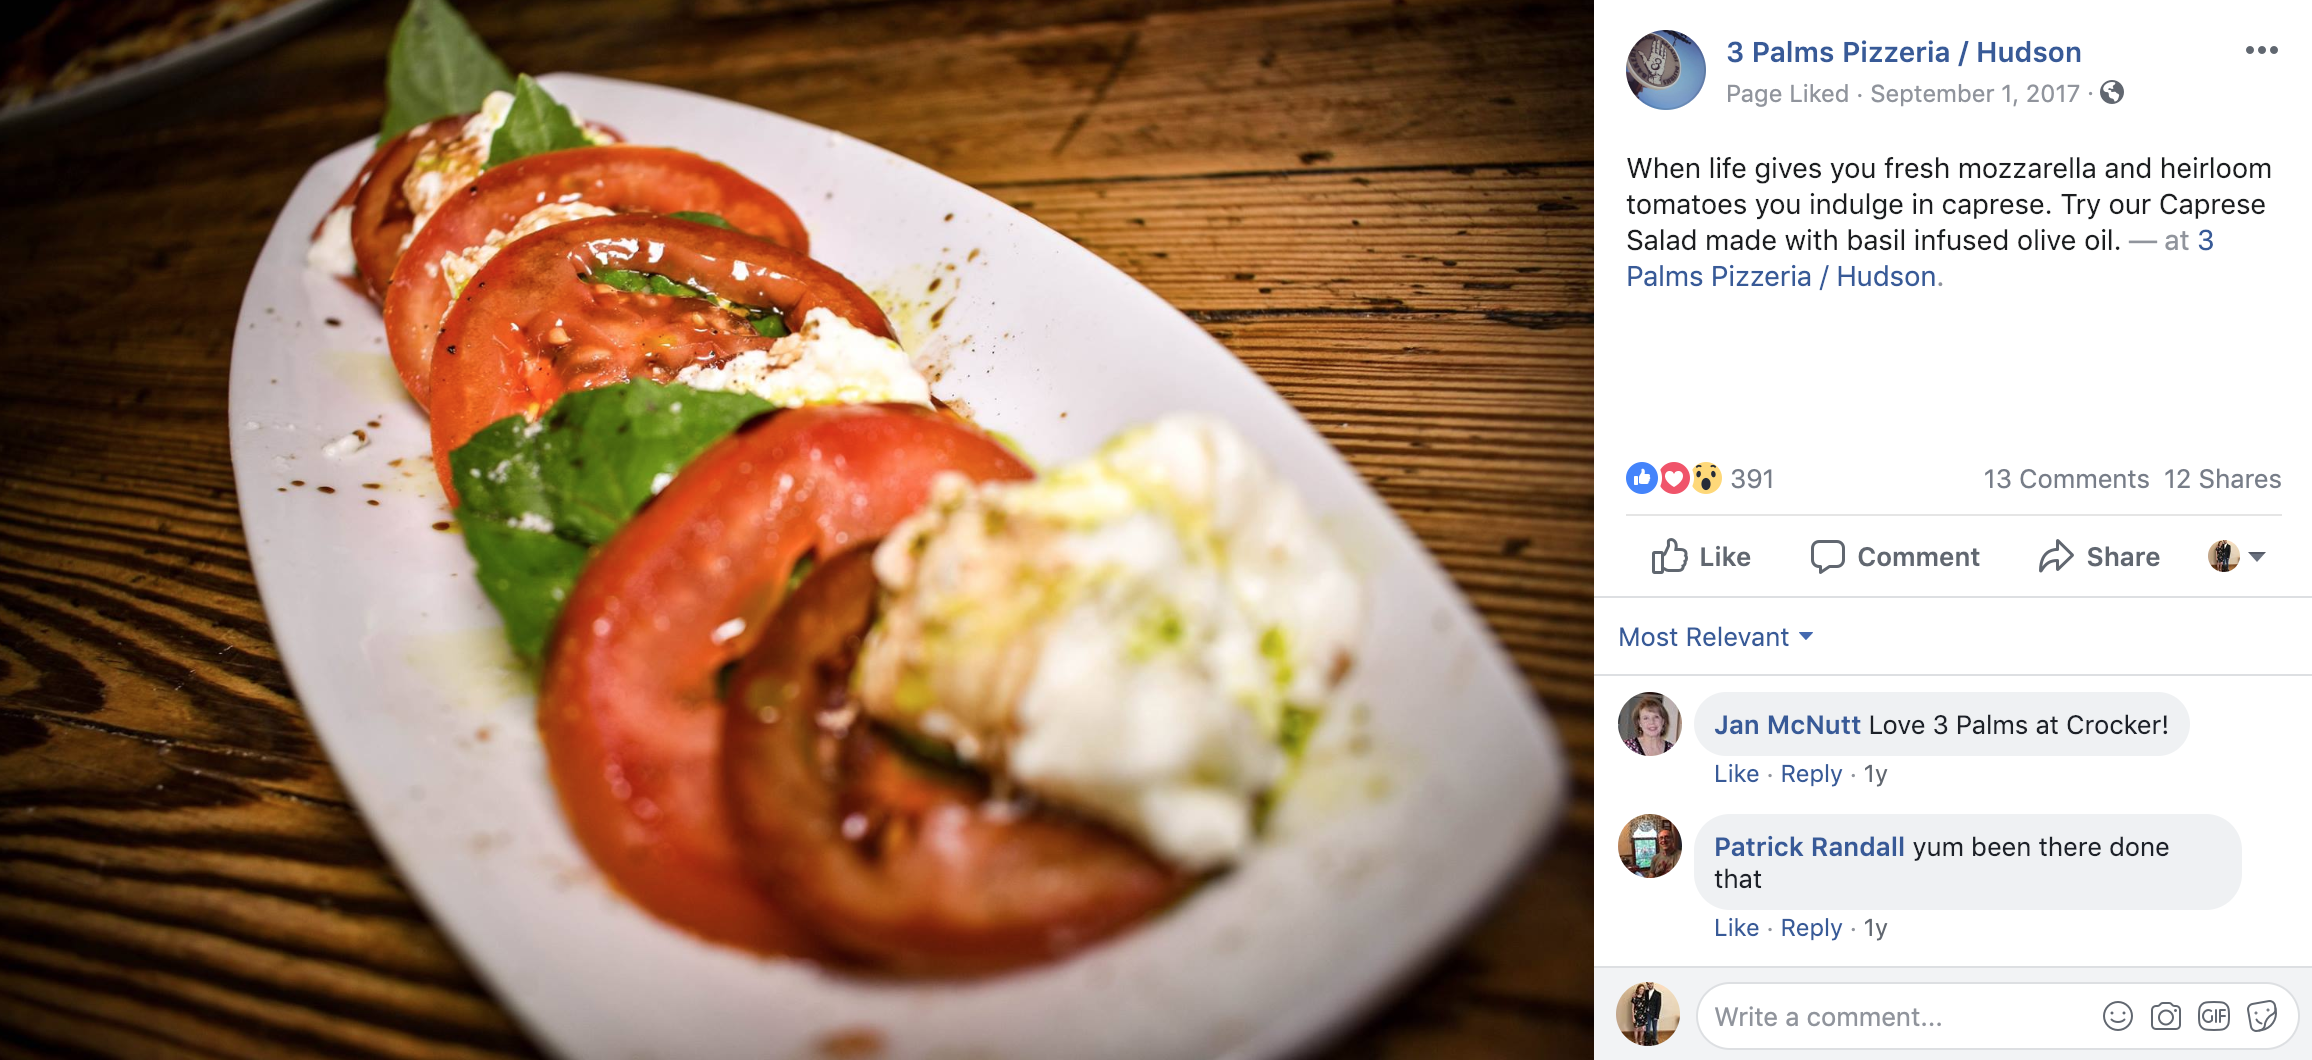 3 Palms Pizzeria / Hudson
Page Liked · September 1, 2017 ·
When life gives you fresh mozzarella and heirloom
tomatoes you indulge in caprese. Try our Caprese
Salad made with basil infused olive oil. — at 3
Palms Pizzeria / Hudson.
391 13 Comments 12 Shares
Like Comment Share
Most Relevant
Jan McNutt Love 3 Palms at Crocker!
Like · Reply · 1y
Patrick Randall yum been there done
that
Like · Reply · 1y
Write a comment...
GIF